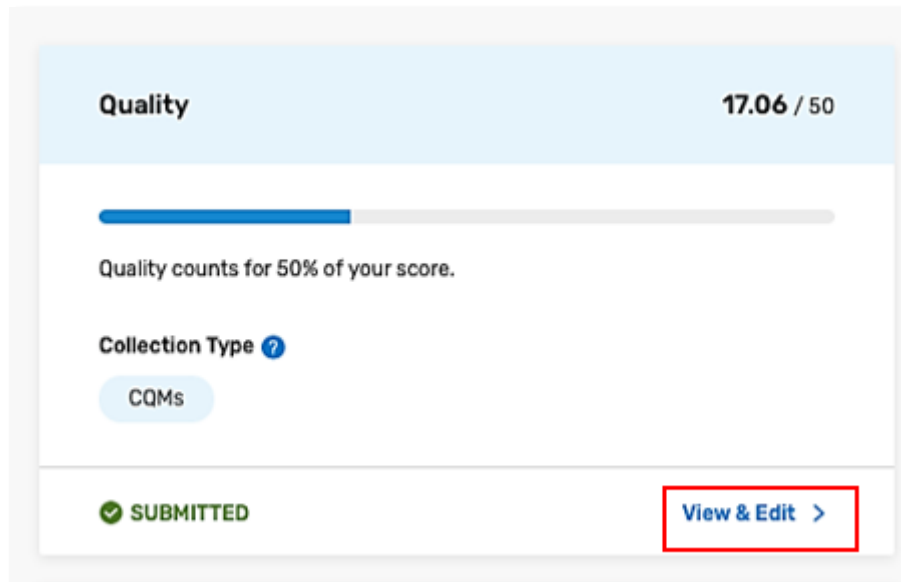 Quality 17.06 / 50
Quality counts for 50% of your score.
Collection Type ?
CQMs
SUBMITTED View & Edit >